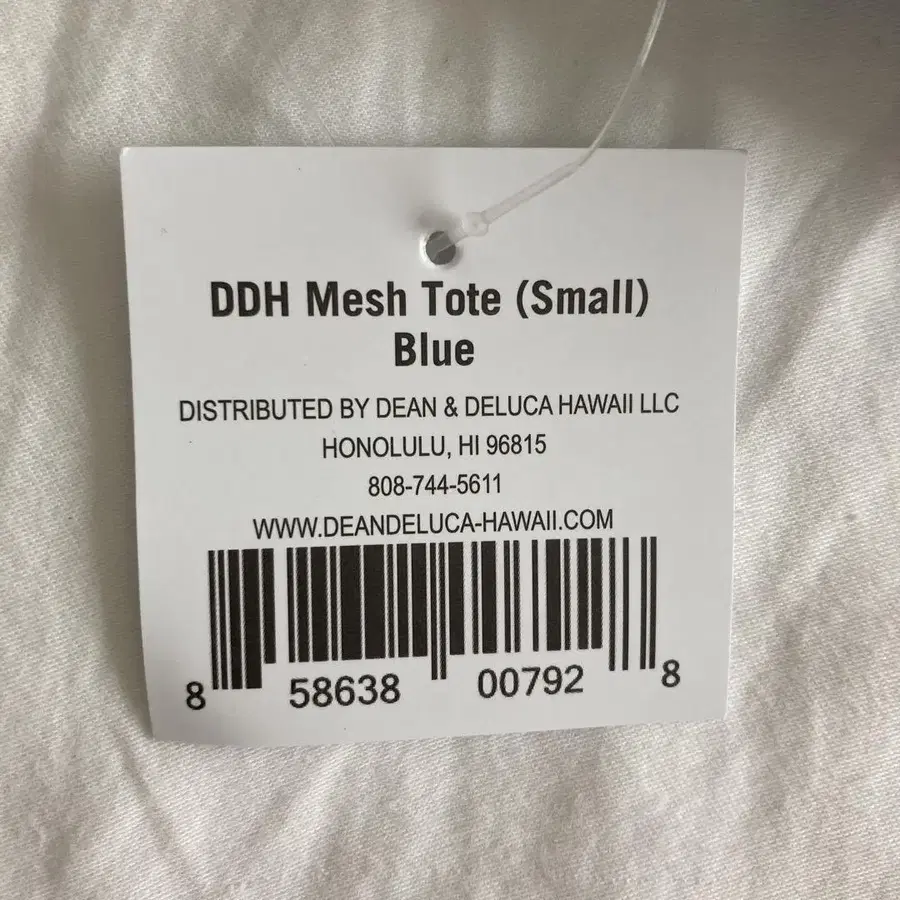 DDH Mesh Tote (Small)
Blue
DISTRIBUTED BY DEAN & DELUCA HAWAII LLC
HONOLULU, HI 96815
808-744-5611
WWW.DEANDELUCA-HAWAII.COM
8 58638 00792 8